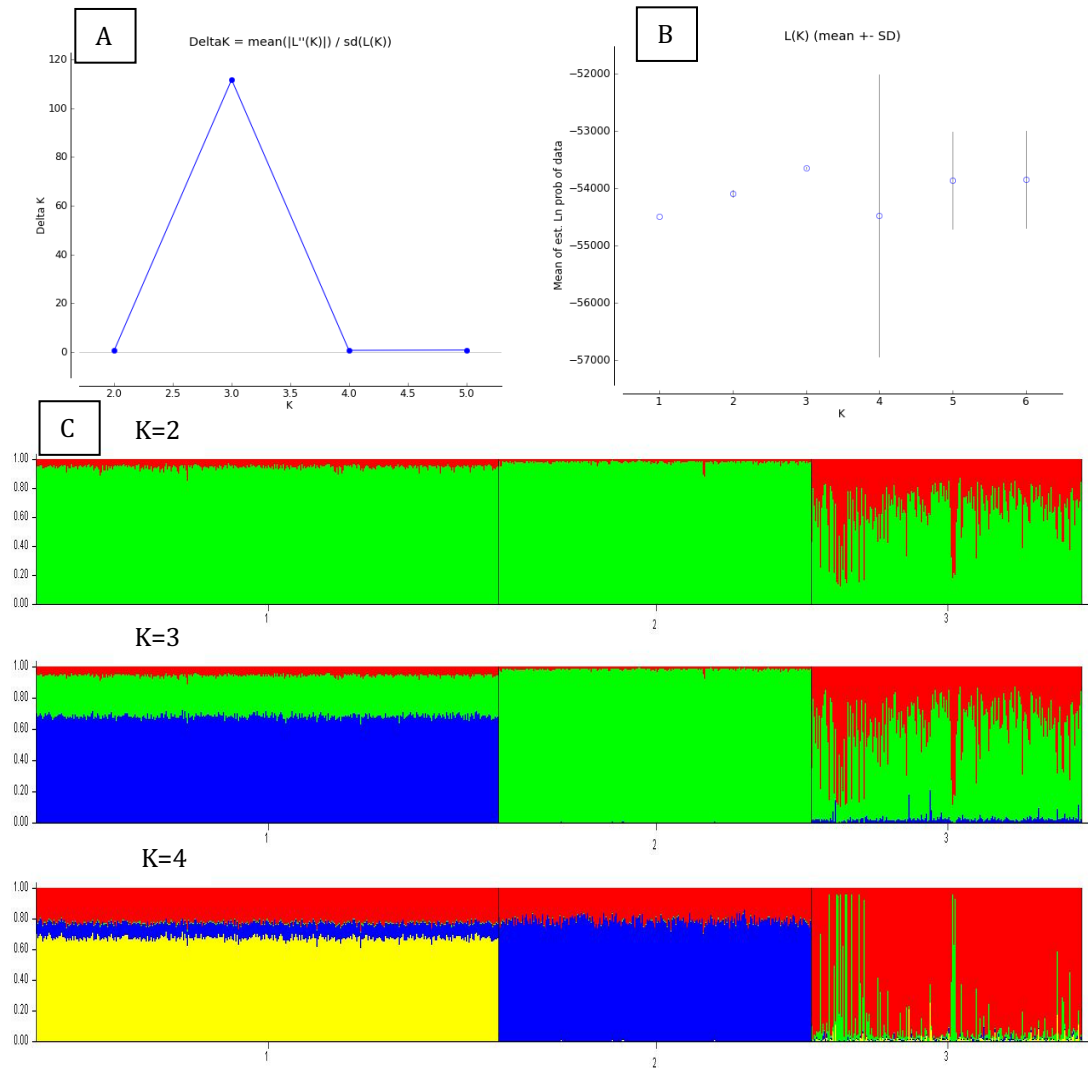 A
DeltaK = mean(|L''(K)|) / sd(L(K))
120
100
80
60
40
20
0
Delta K
2.0 2.5 3.0 3.5 4.0 4.5 5.0
K
B
L(K) (mean +- SD)
−52000
−53000
−54000
−55000
−56000
−57000
Mean of est. Ln prob of data
1 2 3 4 5 6
K
C
K=2
1.00
0.80
0.60
0.40
0.20
0.00
1 2 3
K=3
1.00
0.80
0.60
0.40
0.20
0.00
1 2 3
K=4
1.00
0.80
0.60
0.40
0.20
0.00
1 2 3